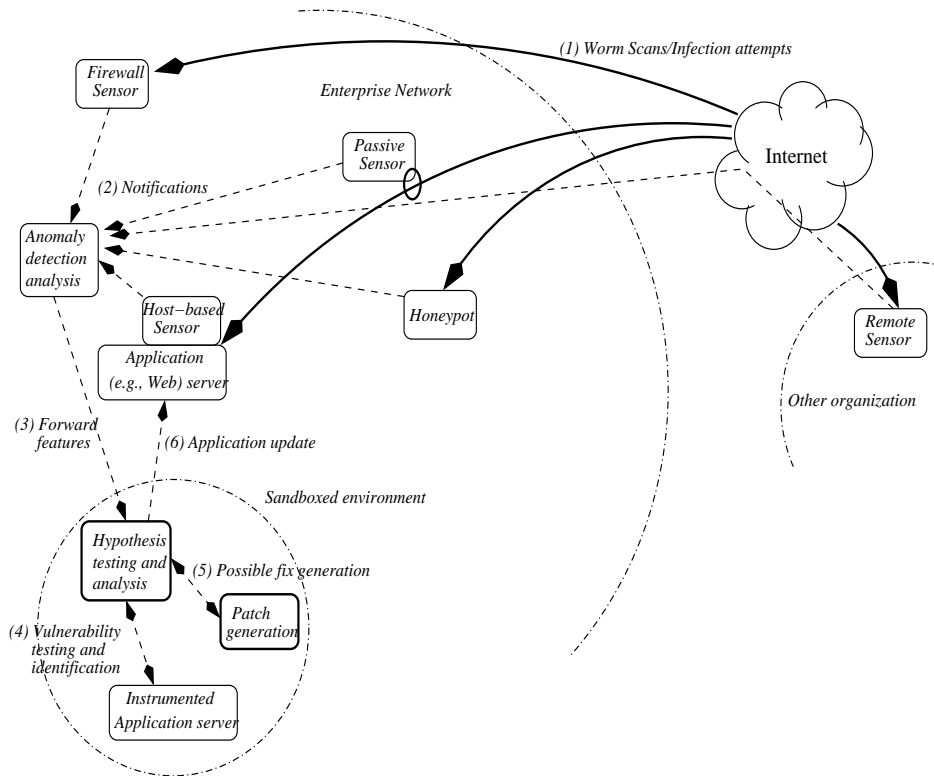 (1) Worm Scans/Infection attempts
Firewall
Sensor
Enterprise Network
Passive
Sensor
Internet
(2) Notifications
Anomaly
detection
analysis
Host−based
Sensor
Honeypot
Remote
Sensor
Application
(e.g., Web) server
Other organization
(3) Forward
features
(6) Application update
Sandboxed environment
Hypothesis
testing and
analysis
(5) Possible fix generation
Patch
generation
(4) Vulnerability
testing and
identification
Instrumented
Application server